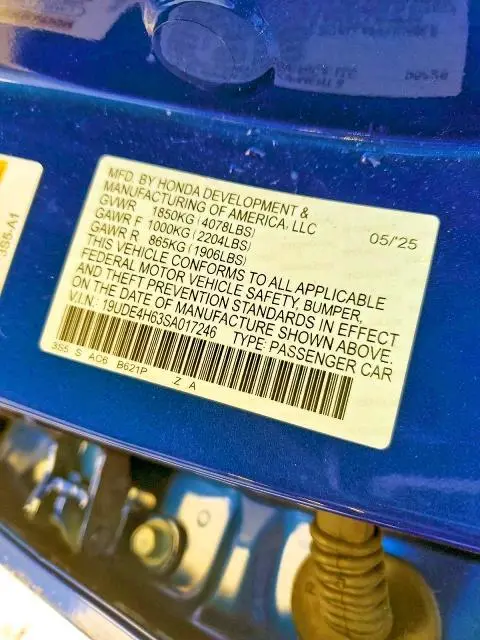 MFD. BY HONDA DEVELOPMENT &
MANUFACTURING OF AMERICA, LLC
GVWR 1850KG (4078LBS) 05/'25
GAWR F 1000KG (2204LBS)
GAWR R 865KG (1906LBS)
THIS VEHICLE CONFORMS TO ALL APPLICABLE
FEDERAL MOTOR VEHICLE SAFETY, BUMPER,
AND THEFT PREVENTION STANDARDS IN EFFECT
ON THE DATE OF MANUFACTURE SHOWN ABOVE.
V.I.N: 19UDE4H63SA017246 TYPE: PASSENGER CAR
3S5 S AC6 B621P Z A
3S5-A1